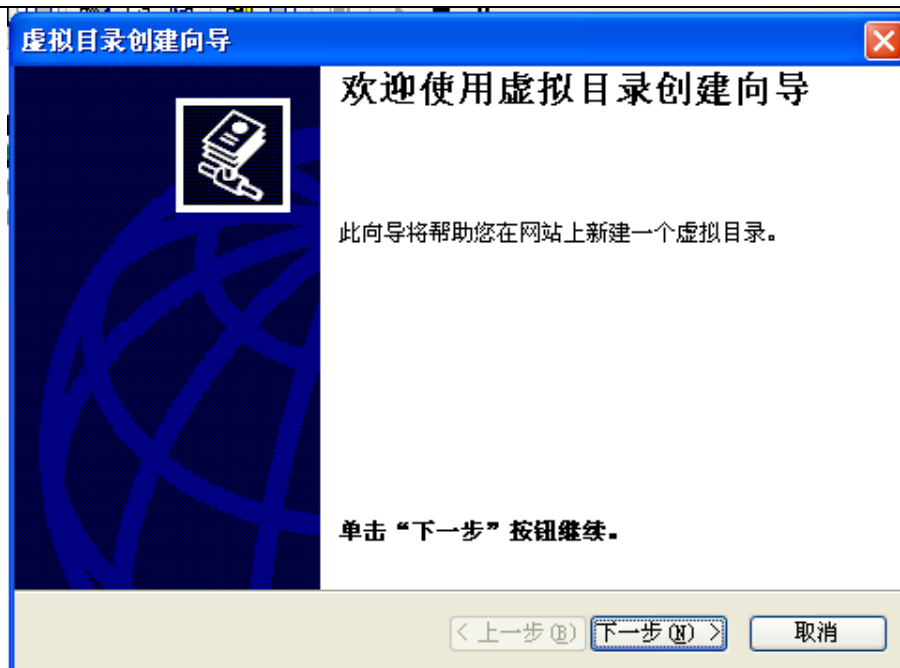 虚拟目录创建向导
欢迎使用虚拟目录创建向导
此向导将帮助您在网站上新建一个虚拟目录。
单击“下一步”按钮继续。
< 上一步(B) 下一步(N) > 取消